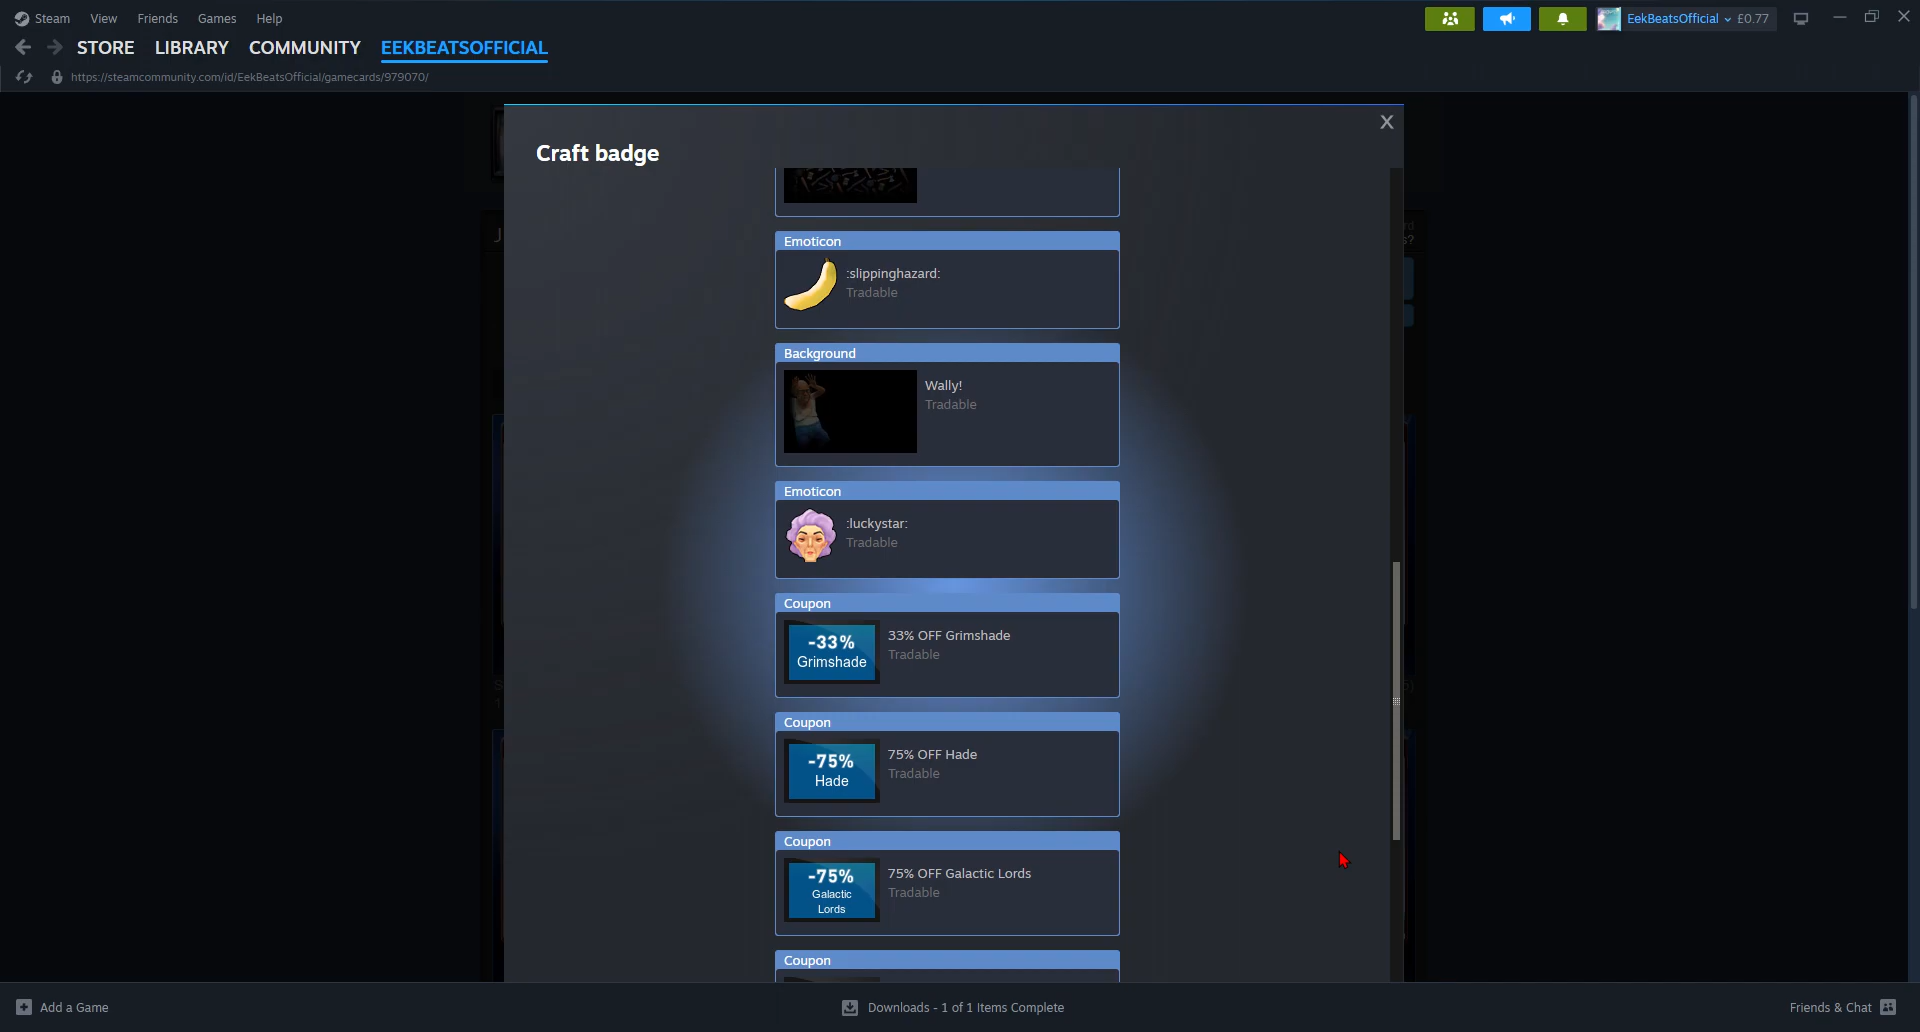 Steam View Friends Games Help
EekBeatsOfficial £0.77
STORE LIBRARY COMMUNITY EEKBEATSOFFICIAL
https://steamcommunity.com/id/EekBeatsOfficial/gamecards/979070/
X
Craft badge
Emoticon
:slippinghazard:
Tradable
Background
Wally!
Tradable
Emoticon
:luckystar:
Tradable
Coupon
-33%
Grimshade
33% OFF Grimshade
Tradable
Coupon
-75%
Hade
75% OFF Hade
Tradable
Coupon
-75%
Galactic
Lords
75% OFF Galactic Lords
Tradable
Coupon
Add a Game
Downloads - 1 of 1 Items Complete
Friends & Chat